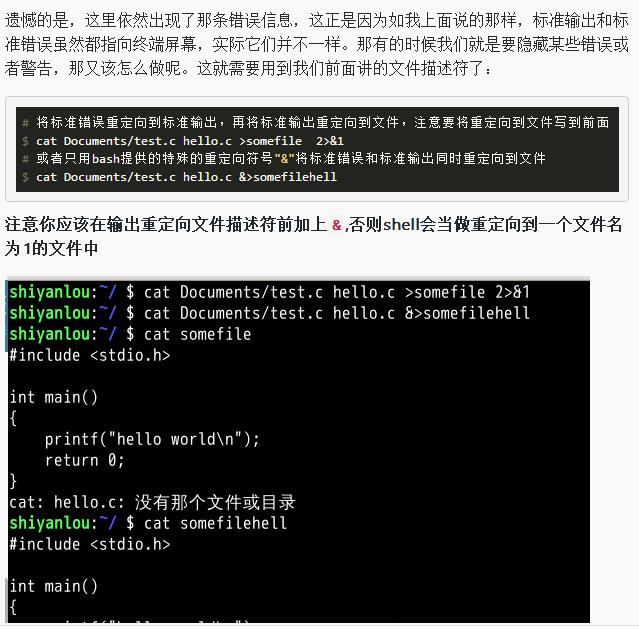 遗憾的是，这里依然出现了那条错误信息，这正是因为如我上面说的那样，标准输出和标
准错误虽然都指向终端屏幕，实际它们并不一样。那有的时候我们就是要隐藏某些错误或
者警告，那又该怎么做呢。这就需要用到我们前面讲的文件描述符了：
# 将标准错误重定向到标准输出，再将标准输出重定向到文件，注意要将重定向到文件写到前面
$ cat Documents/test.c hello.c >somefile  2>&1
# 或者只用bash提供的特殊的重定向符号"&"将标准错误和标准输出同时重定向到文件
$ cat Documents/test.c hello.c &>somefilehell
注意你应该在输出重定向文件描述符前加上 & ,否则shell会当做重定向到一个文件名
为1的文件中
shiyanlou:~/ $ cat Documents/test.c hello.c >somefile 2>&1
shiyanlou:~/ $ cat Documents/test.c hello.c &>somefilehell
shiyanlou:~/ $ cat somefile
#include <stdio.h>
int main()
{
    printf("hello world\n");
    return 0;
}
cat: hello.c: 没有那个文件或目录
shiyanlou:~/ $ cat somefilehell
#include <stdio.h>
int main()
{